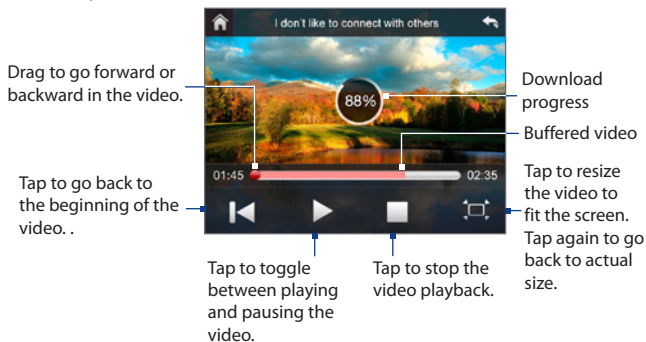 I don't like to connect with others
Drag to go forward or
backward in the video.
88%
Download
progress
Buffered video
01:45
02:35
Tap to go back to
the beginning of the
video. .
Tap to resize
the video to
fit the screen.
Tap again to go
back to actual
size.
Tap to toggle
between playing
and pausing the
video.
Tap to stop the
video playback.